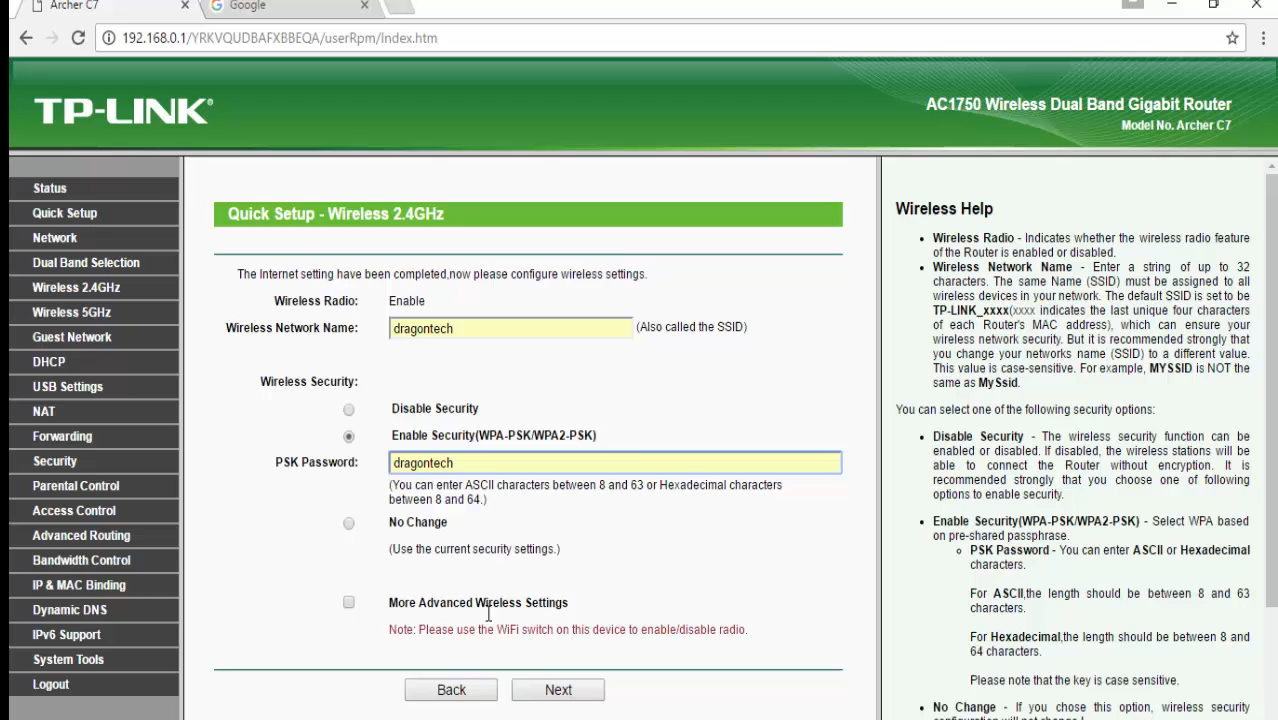 Archer C7
Google
192.168.0.1/YRKVQUDBAFXBBEQA/userRpm/Index.htm
TP-LINK®
AC1750 Wireless Dual Band Gigabit Router
Model No. Archer C7
Status
Quick Setup
Network
Dual Band Selection
Wireless 2.4GHz
Wireless 5GHz
Guest Network
DHCP
USB Settings
NAT
Forwarding
Security
Parental Control
Access Control
Advanced Routing
Bandwidth Control
IP & MAC Binding
Dynamic DNS
IPv6 Support
System Tools
Logout
Quick Setup - Wireless 2.4GHz
The Internet setting have been completed,now please configure wireless settings.
Wireless Radio: Enable
Wireless Network Name: dragontech (Also called the SSID)
Wireless Security:
Disable Security
Enable Security(WPA-PSK/WPA2-PSK)
PSK Password: dragontech
(You can enter ASCII characters between 8 and 63 or Hexadecimal characters
between 8 and 64.)
No Change
(Use the current security settings.)
More Advanced Wireless Settings
Note: Please use the WiFi switch on this device to enable/disable radio.
Back Next
Wireless Help
• Wireless Radio - Indicates whether the wireless radio feature
of the Router is enabled or disabled.
• Wireless Network Name - Enter a string of up to 32
characters. The same Name (SSID) must be assigned to all
wireless devices in your network. The default SSID is set to be
TP-LINK_xxxx(xxxx indicates the last unique four characters
of each Router's MAC address), which can ensure your
wireless network security. But it is recommended strongly that
you change your networks name (SSID) to a different value.
This value is case-sensitive. For example, MYSSID is NOT the
same as MySsid.
You can select one of the following security options:
• Disable Security - The wireless security function can be
enabled or disabled. If disabled, the wireless stations will be
able to connect the Router without encryption. It is
recommended strongly that you choose one of following
options to enable security.
• Enable Security(WPA-PSK/WPA2-PSK) - Select WPA based
on pre-shared passphrase.
○ PSK Password - You can enter ASCII or Hexadecimal
characters.
For ASCII,the length should be between 8 and 63
characters.
For Hexadecimal,the length should be between 8 and
64 characters.
Please note that the key is case sensitive.
• No Change - If you chose this option, wireless security